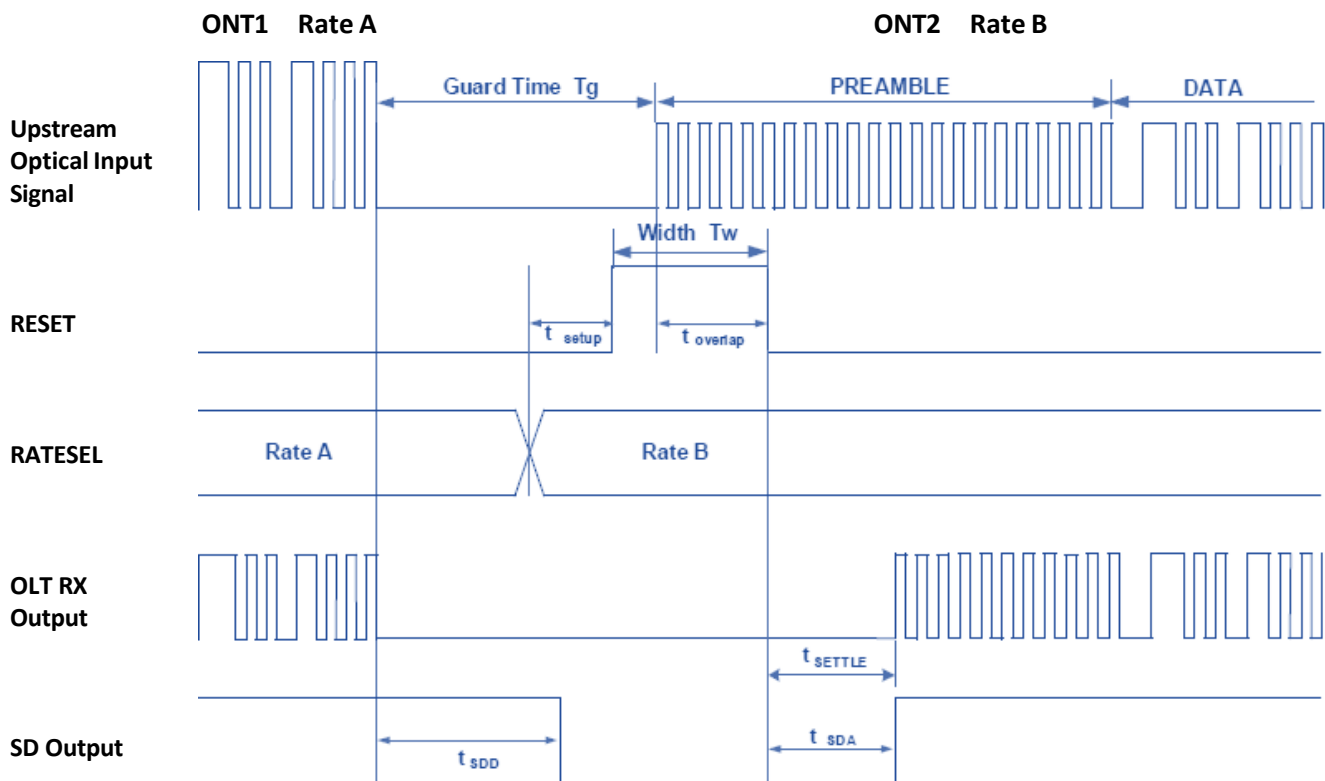 ONT1 Rate A
ONT2 Rate B
Guard Time Tg
PREAMBLE
DATA
Upstream
Optical Input
Signal
Width Tw
RESET
t setup
t overlap
RATESEL
Rate A
Rate B
OLT RX
Output
t SETTLE
SD Output
t SDD
t SDA